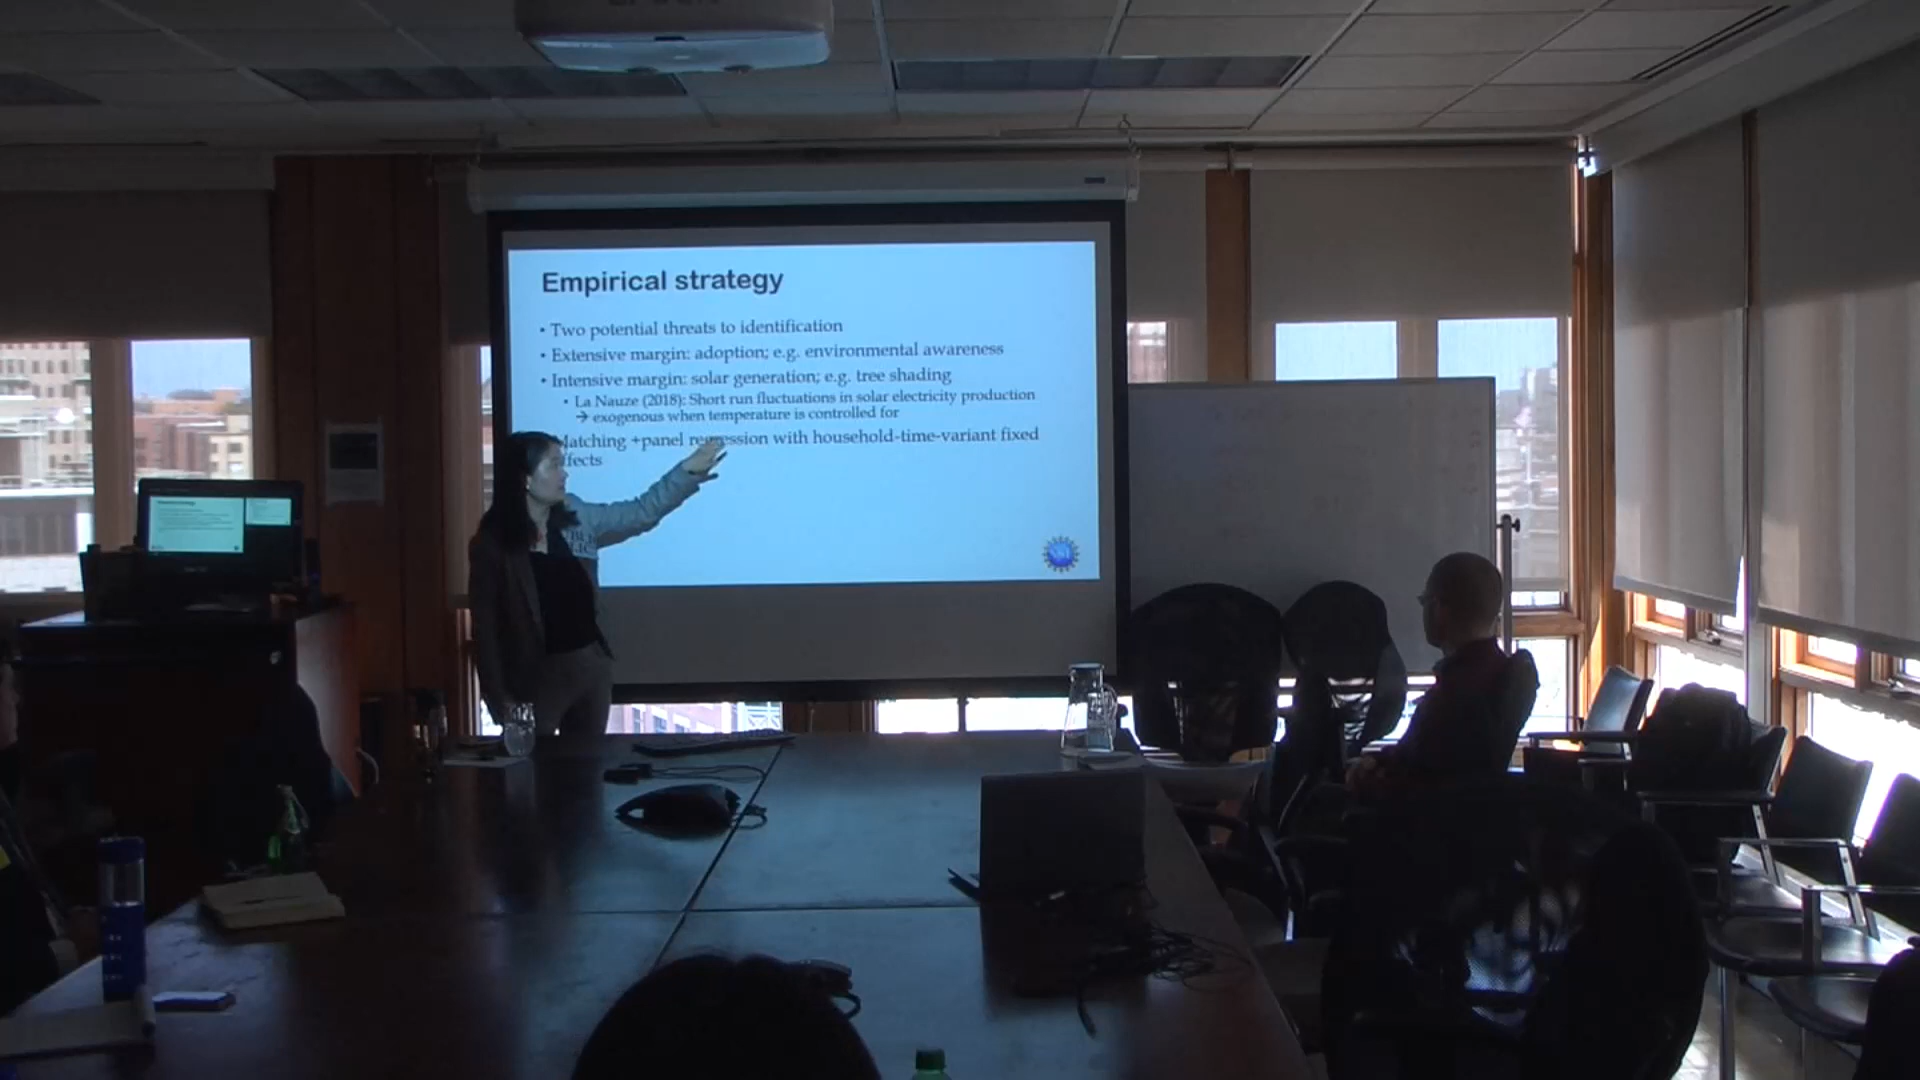 Empirical strategy
• Two potential threats to identification
• Extensive margin: adoption; e.g. environmental awareness
• Intensive margin: solar generation; e.g. tree shading
• La Nauze (2018): Short run fluctuations in solar electricity production
→ exogenous when temperature is controlled for
Matching +panel regression with household-time-variant fixed
ffects
NSF